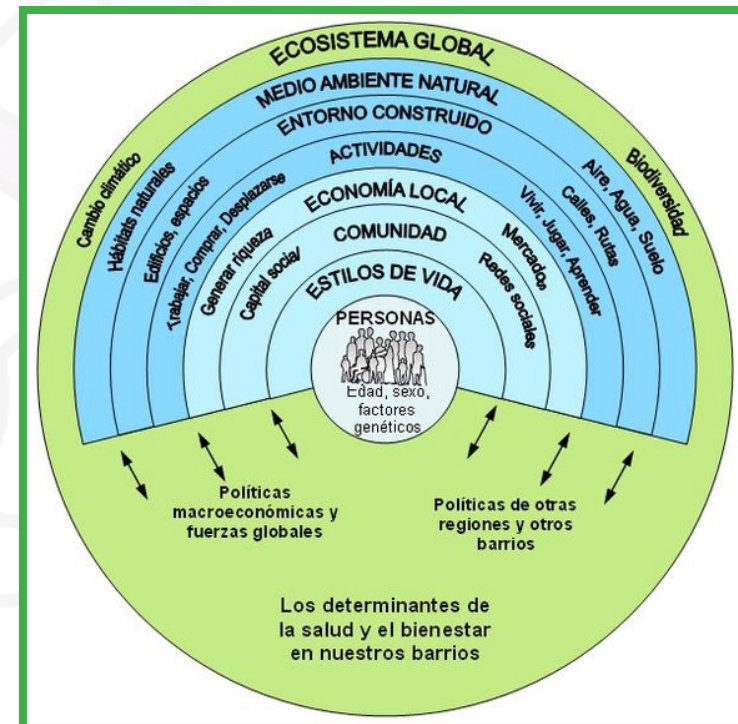 ECOSISTEMA GLOBAL
MEDIO AMBIENTE NATURAL
ENTORNO CONSTRUIDO
ACTIVIDADES
ECONOMÍA LOCAL
COMUNIDAD
ESTILOS DE VIDA
Cambio climático
Hábitats naturales
Edificios, espacios
Trabajar, Comprar, Desplazarse
Generar riqueza
Capital social
Mercados
Redes sociales
Vivir, Jugar, Aprender
Calles, Rutas
Aire, Agua, Suelo
Biodiversidad
PERSONAS
Edad, sexo,
factores
genéticos
Políticas
macroeconómicas y
fuerzas globales
Políticas de otras
regiones y otros
barrios
Los determinantes de
la salud y el bienestar
en nuestros barrios